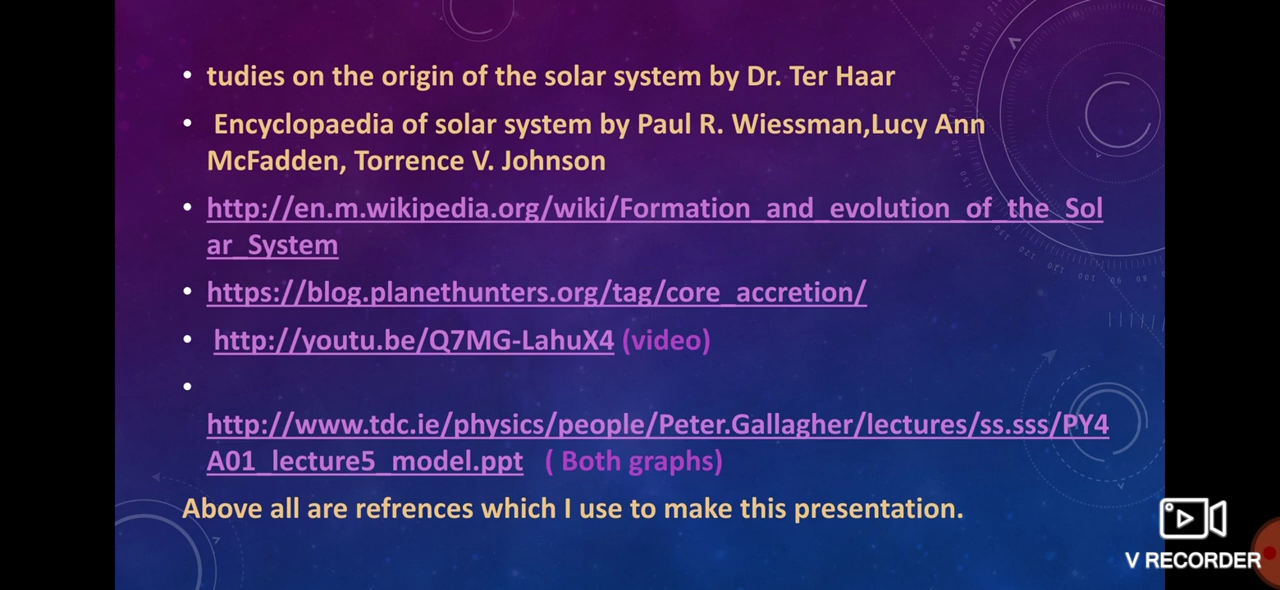 • tudies on the origin of the solar system by Dr. Ter Haar
• Encyclopaedia of solar system by Paul R. Wiessman,Lucy Ann
McFadden, Torrence V. Johnson
• http://en.m.wikipedia.org/wiki/Formation_and_evolution_of_the_Sol
ar_System
• https://blog.planethunters.org/tag/core_accretion/
• http://youtu.be/Q7MG-LahuX4 (video)
•
http://www.tdc.ie/physics/people/Peter.Gallagher/lectures/ss.sss/PY4
A01_lecture5_model.ppt ( Both graphs)
Above all are refrences which I use to make this presentation.
V RECORDER